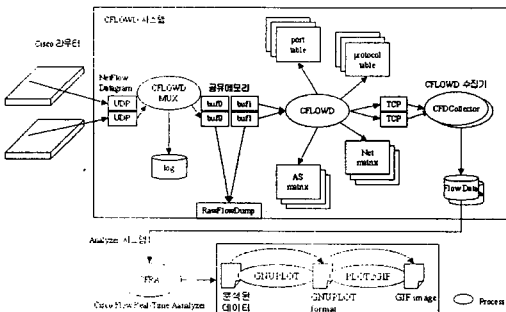 CFLOWD 시스템
Cisco 라우터
NetFlow
Datagram
UDP
UDP
CFLOWD
MUX
log
공유메모리
buf0
buf1
buf0
buf1
RawFlowDump
port
table
protocol
table
CFLOWD
AS
matrix
Net
matrix
TCP
TCP
CFLOWD 수집기
CFDCollector
Flow Data
Analyzer 시스템
Cisco Flow Real-Time
분석된
데이터
GNUPLOT
GNUPLOT
format
GIF image
Process